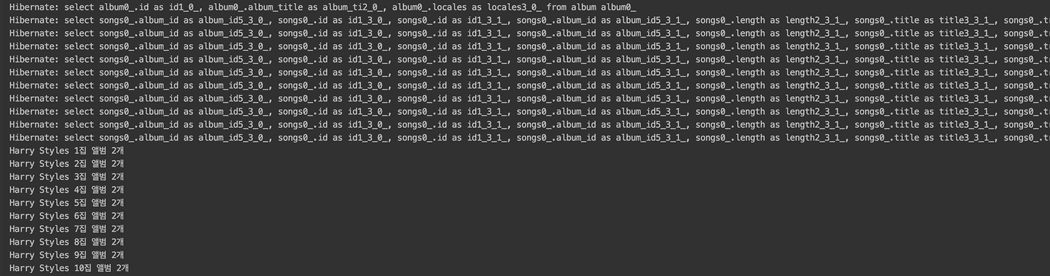 Hibernate: select album0_.id as id1_0_, album0_.album_title as album_ti2_0_, album0_.locales as locales3_0_ from album album0_
Hibernate: select songs0_.album_id as album_id5_3_0_, songs0_.id as id1_3_0_, songs0_.id as id1_3_1_, songs0_.album_id as album_id5_3_1_, songs0_.length as length2_3_1_, songs0_.title as title3_3_1_, songs0_.tr
Hibernate: select songs0_.album_id as album_id5_3_0_, songs0_.id as id1_3_0_, songs0_.id as id1_3_1_, songs0_.album_id as album_id5_3_1_, songs0_.length as length2_3_1_, songs0_.title as title3_3_1_, songs0_.tr
Hibernate: select songs0_.album_id as album_id5_3_0_, songs0_.id as id1_3_0_, songs0_.id as id1_3_1_, songs0_.album_id as album_id5_3_1_, songs0_.length as length2_3_1_, songs0_.title as title3_3_1_, songs0_.tr
Hibernate: select songs0_.album_id as album_id5_3_0_, songs0_.id as id1_3_0_, songs0_.id as id1_3_1_, songs0_.album_id as album_id5_3_1_, songs0_.length as length2_3_1_, songs0_.title as title3_3_1_, songs0_.tr
Hibernate: select songs0_.album_id as album_id5_3_0_, songs0_.id as id1_3_0_, songs0_.id as id1_3_1_, songs0_.album_id as album_id5_3_1_, songs0_.length as length2_3_1_, songs0_.title as title3_3_1_, songs0_.tr
Hibernate: select songs0_.album_id as album_id5_3_0_, songs0_.id as id1_3_0_, songs0_.id as id1_3_1_, songs0_.album_id as album_id5_3_1_, songs0_.length as length2_3_1_, songs0_.title as title3_3_1_, songs0_.tr
Hibernate: select songs0_.album_id as album_id5_3_0_, songs0_.id as id1_3_0_, songs0_.id as id1_3_1_, songs0_.album_id as album_id5_3_1_, songs0_.length as length2_3_1_, songs0_.title as title3_3_1_, songs0_.tr
Hibernate: select songs0_.album_id as album_id5_3_0_, songs0_.id as id1_3_0_, songs0_.id as id1_3_1_, songs0_.album_id as album_id5_3_1_, songs0_.length as length2_3_1_, songs0_.title as title3_3_1_, songs0_.tr
Hibernate: select songs0_.album_id as album_id5_3_0_, songs0_.id as id1_3_0_, songs0_.id as id1_3_1_, songs0_.album_id as album_id5_3_1_, songs0_.length as length2_3_1_, songs0_.title as title3_3_1_, songs0_.tr
Hibernate: select songs0_.album_id as album_id5_3_0_, songs0_.id as id1_3_0_, songs0_.id as id1_3_1_, songs0_.album_id as album_id5_3_1_, songs0_.length as length2_3_1_, songs0_.title as title3_3_1_, songs0_.tr
Harry Styles 1집 앨범 2개
Harry Styles 2집 앨범 2개
Harry Styles 3집 앨범 2개
Harry Styles 4집 앨범 2개
Harry Styles 5집 앨범 2개
Harry Styles 6집 앨범 2개
Harry Styles 7집 앨범 2개
Harry Styles 8집 앨범 2개
Harry Styles 9집 앨범 2개
Harry Styles 10집 앨범 2개